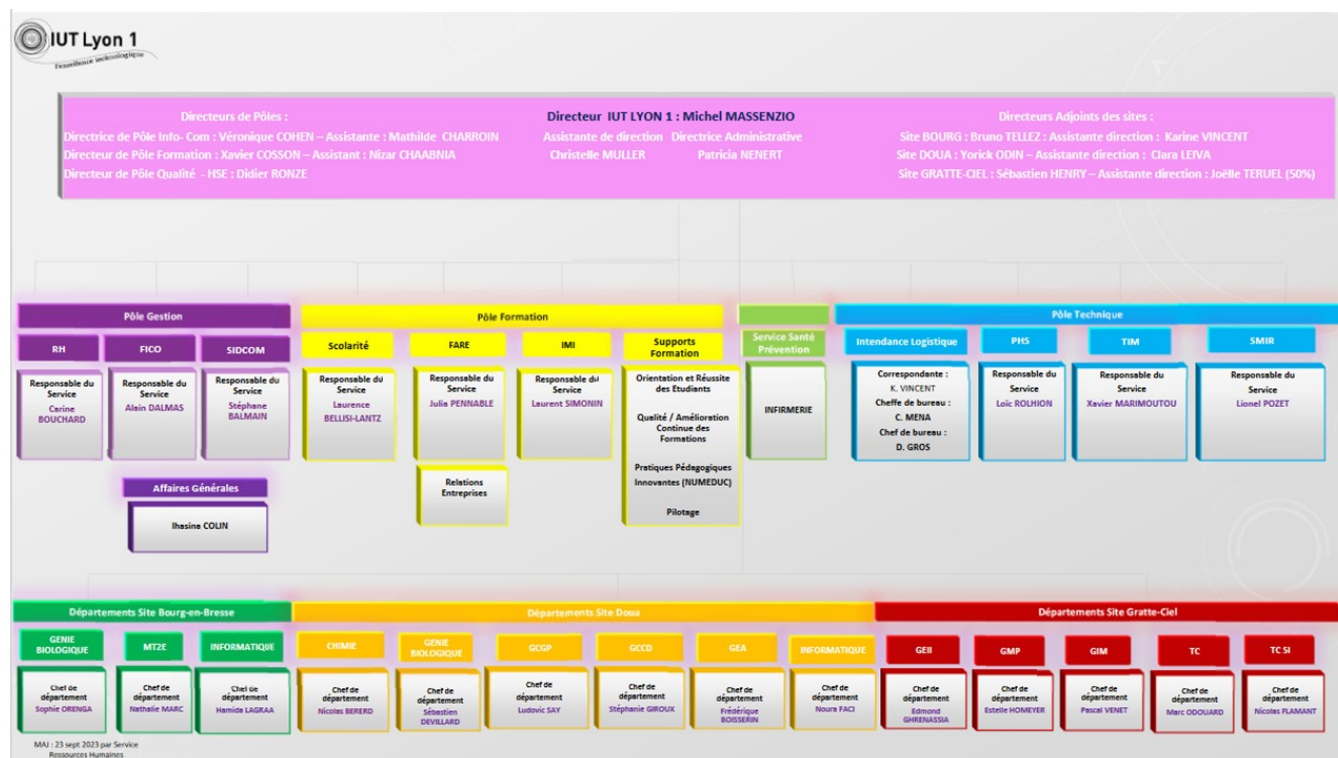 IUT Lyon 1
l'excellence technologique
Directeurs de Pôles :
Directrice de Pôle Info- Com : Véronique COHEN – Assistante : Mathilde CHARROIN
Directeur de Pôle Formation : Xavier COSSON – Assistant : Nizar CHAABNIA
Directeur de Pôle Qualité - HSE : Didier RONZE
Directeur IUT LYON 1 : Michel MASSENZIO
Assistante de direction Directrice Administrative
Christelle MULLER Patricia NENERT
Directeurs Adjoints des sites :
Site BOURG : Bruno TELLEZ : Assistante direction : Karine VINCENT
Site DOUA : Yorick ODIN – Assistante direction : Clara LEIVA
Site GRATTE-CIEL : Sébastien HENRY – Assistante direction : Joëlle TERUEL (50%)
Pôle Gestion
RH
Responsable du
Service
Carine
BOUCHARD
FICO
Responsable du
Service
Alain DALMAS
SIDCOM
Responsable du
Service
Stéphane
BALMAIN
Affaires Générales
Ihasina COLIN
Pôle Formation
Scolarité
Responsable du
Service
Laurence
BELLISI-LANTZ
FARE
Responsable du
Service
Julia PENNABLE
Relations
Entreprises
IMI
Responsable du
Service
Laurent SIMONIN
Supports
Formation
Orientation et Réussite
des Etudiants
Qualité / Amélioration
Continue des
Formations
Pratiques Pédagogiques
Innovantes (NUMEDUC)
Pilotage
Service Santé
Prévention
INFIRMERIE
Pôle Technique
Intendance Logistique
Correspondante :
K. VINCENT
Cheffe de bureau :
C. MENA
Chef de bureau :
D. GROS
PHS
Responsable du
Service
Loïc ROLHION
TIM
Responsable du
Service
Xavier MARIMOUTOU
SMIR
Responsable du
Service
Lionel POZET
Départements Site Bourg-en-Bresse
GENIE
BIOLOGIQUE
Chef de
département
Sophie ORENGA
MT2E
Chef de
département
Nathalie MARC
INFORMATIQUE
Chef de
département
Hamida LAGRAA
Départements Site Doua
CHIMIE
Chef de
département
Nicolas BERERD
GENIE
BIOLOGIQUE
Chef de
département
Sébastien
DEVILLARD
GCGP
Chef de
département
Ludovic SAY
GCCD
Chef de
département
Stéphanie GIROUX
GEA
Chef de
département
Frédérique
BOISSERIN
INFORMATIQUE
Chef de
département
Noura FACI
Départements Site Gratte-Ciel
GEII
Chef de
département
Edmond
GHRENASSIA
GMP
Chef de
département
Estelle HOMEYER
GIM
Chef de
département
Pascal VENET
TC
Chef de
département
Marc ODOUARD
TC SI
Chef de
département
Nicolas FLAMANT
MAJ : 23 sept 2023 par Service
Ressources Humaines